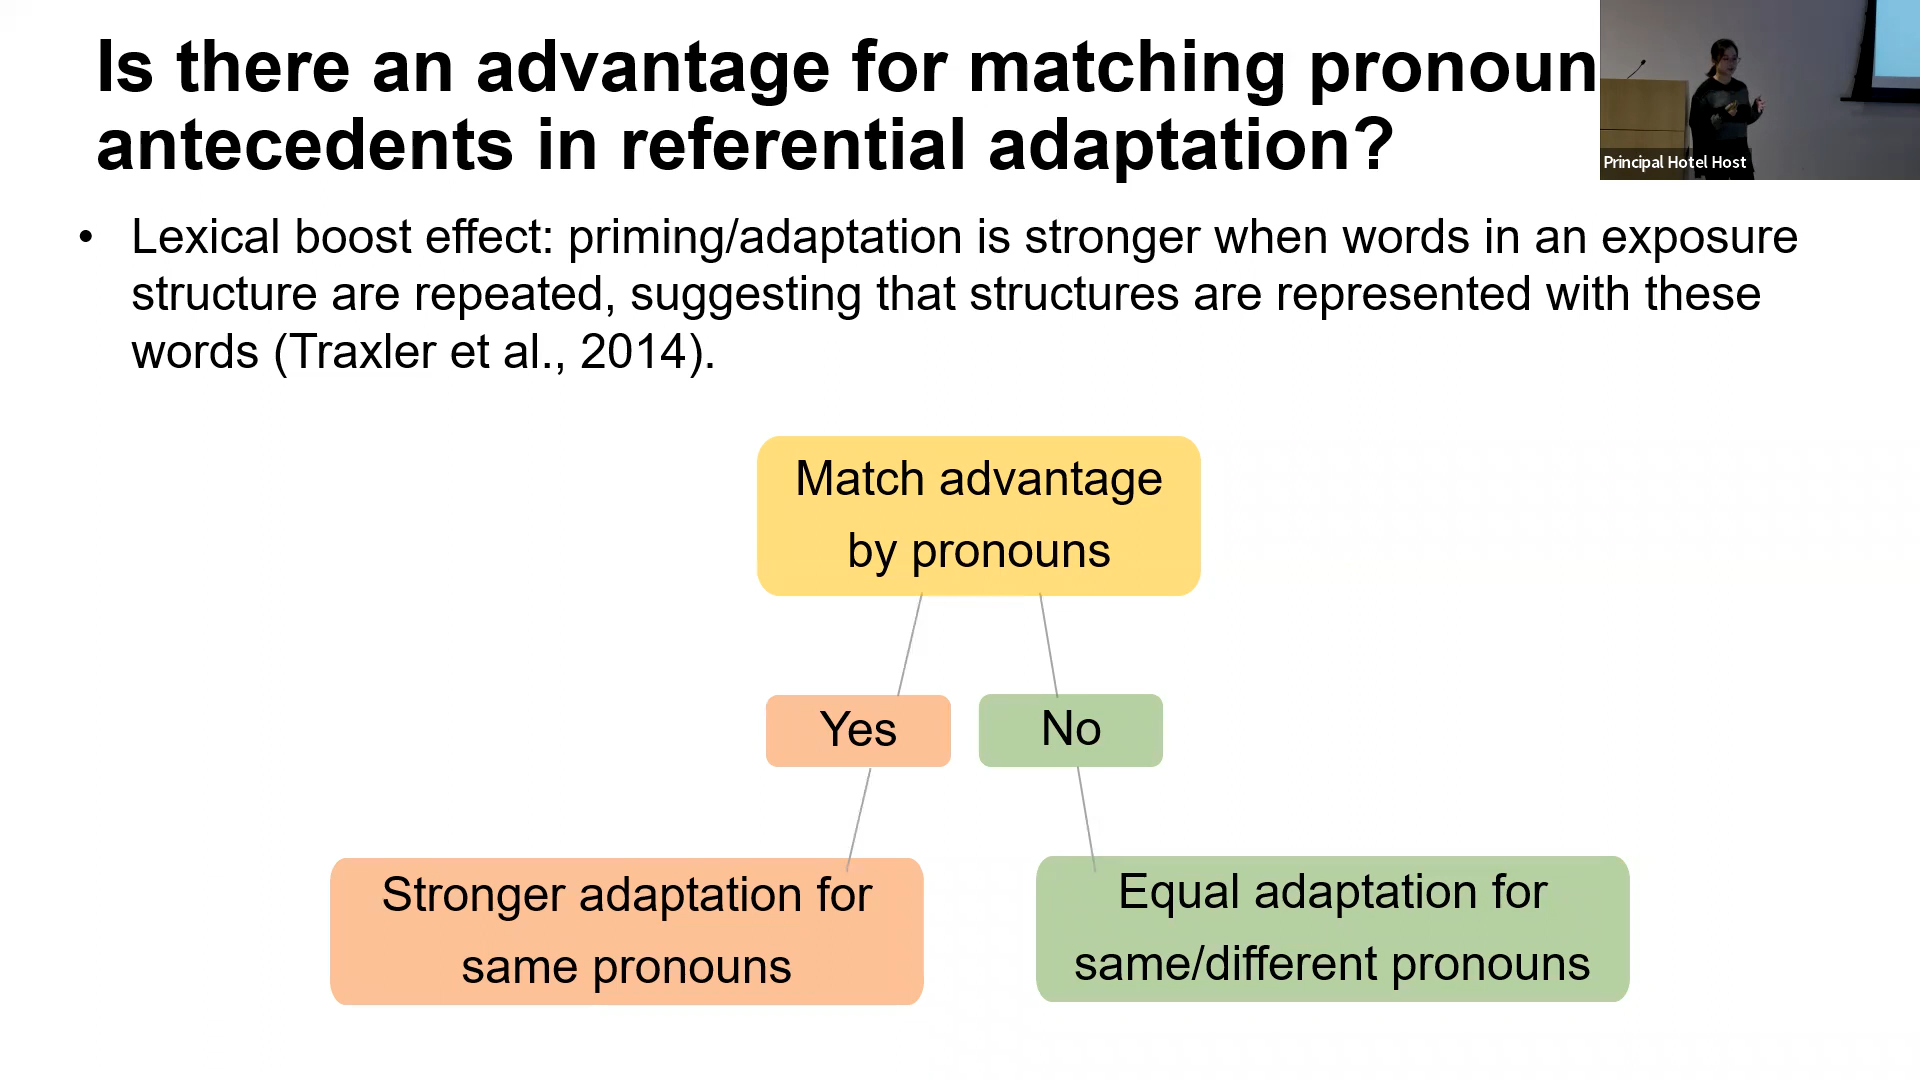 Is there an advantage for matching pronoun
antecedents in referential adaptation?
Principal Hotel Host
• Lexical boost effect: priming/adaptation is stronger when words in an exposure
structure are repeated, suggesting that structures are represented with these
words (Traxler et al., 2014).
Match advantage
by pronouns
Yes
No
Stronger adaptation for
same pronouns
Equal adaptation for
same/different pronouns